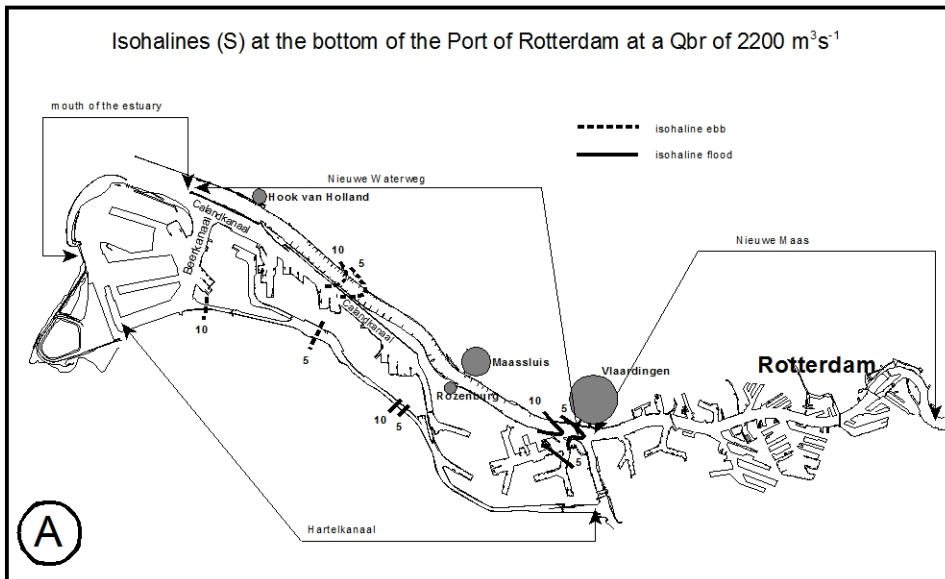 Isohalines (S) at the bottom of the Port of Rotterdam at a Qbr of 2200 m³s⁻¹
mouth of the estuary
isohaline ebb
isohaline flood
Nieuwe Waterweg
Hook van Holland
Calandkanaal
Beerkanaal
Nieuwe Maas
10
5
Calandkanaal
10
5
Maassluis
Vlaardingen
Rotterdam
Rozenburg
10
5
10
5
5
Hartelkanaal
A